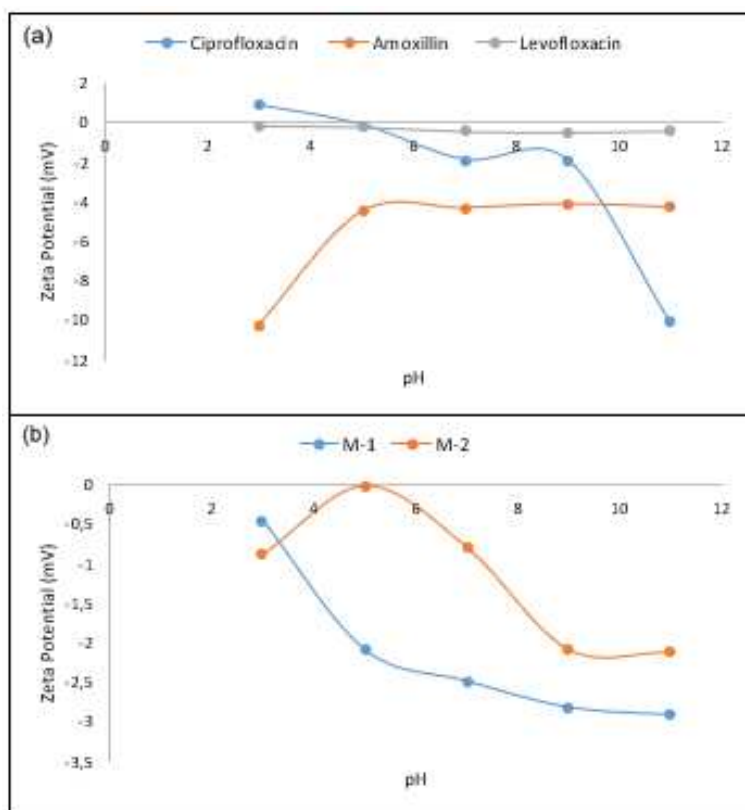 (a)
Ciprofloxacin Amoxillin Levofloxacin
2
0
-2
-4
-6
-8
-10
-12
0 2 4 6 8 10 12
Zeta Potential (mV)
pH
(b)
M-1 M-2
0
-0,5
-1
-1,5
-2
-2,5
-3
-3,5
0 2 4 6 8 10 12
Zeta Potential (mV)
pH